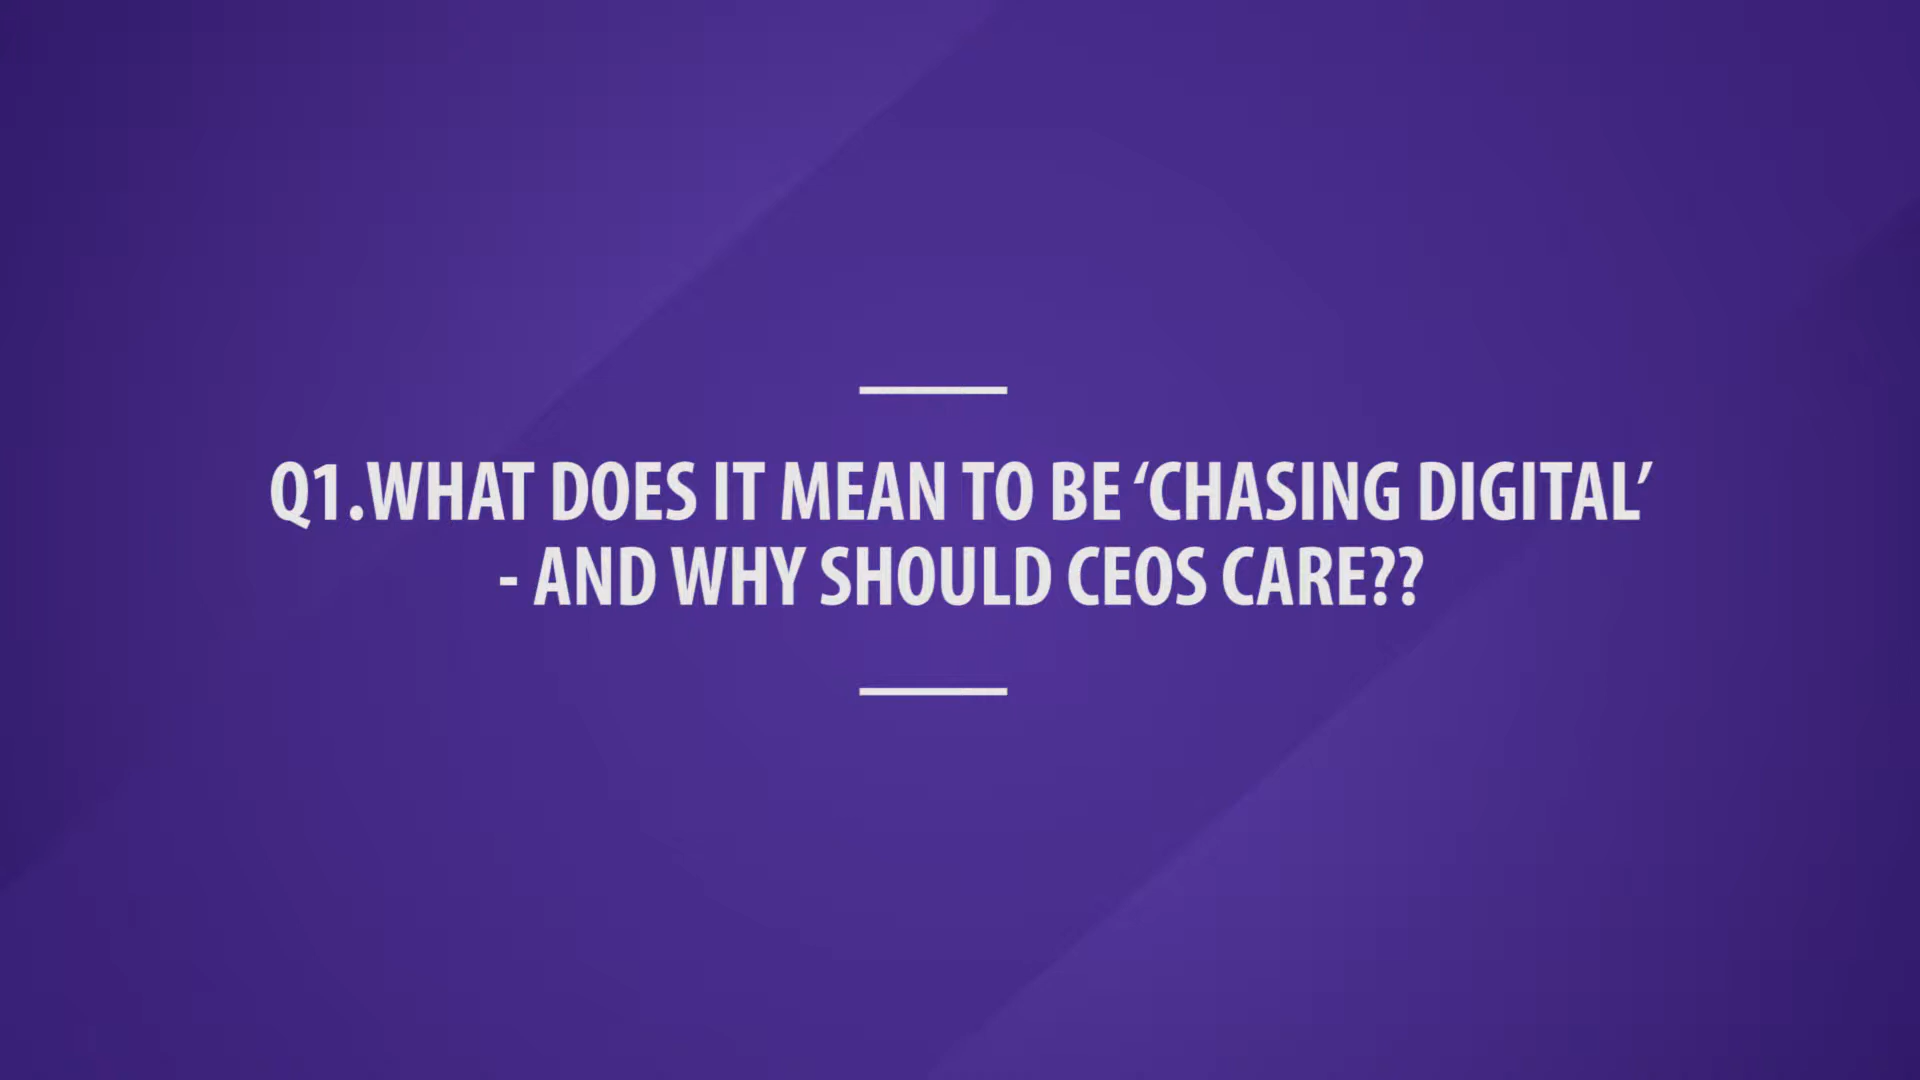 Q1.WHAT DOES IT MEAN TO BE ‘CHASING DIGITAL’
- AND WHY SHOULD CEOS CARE??